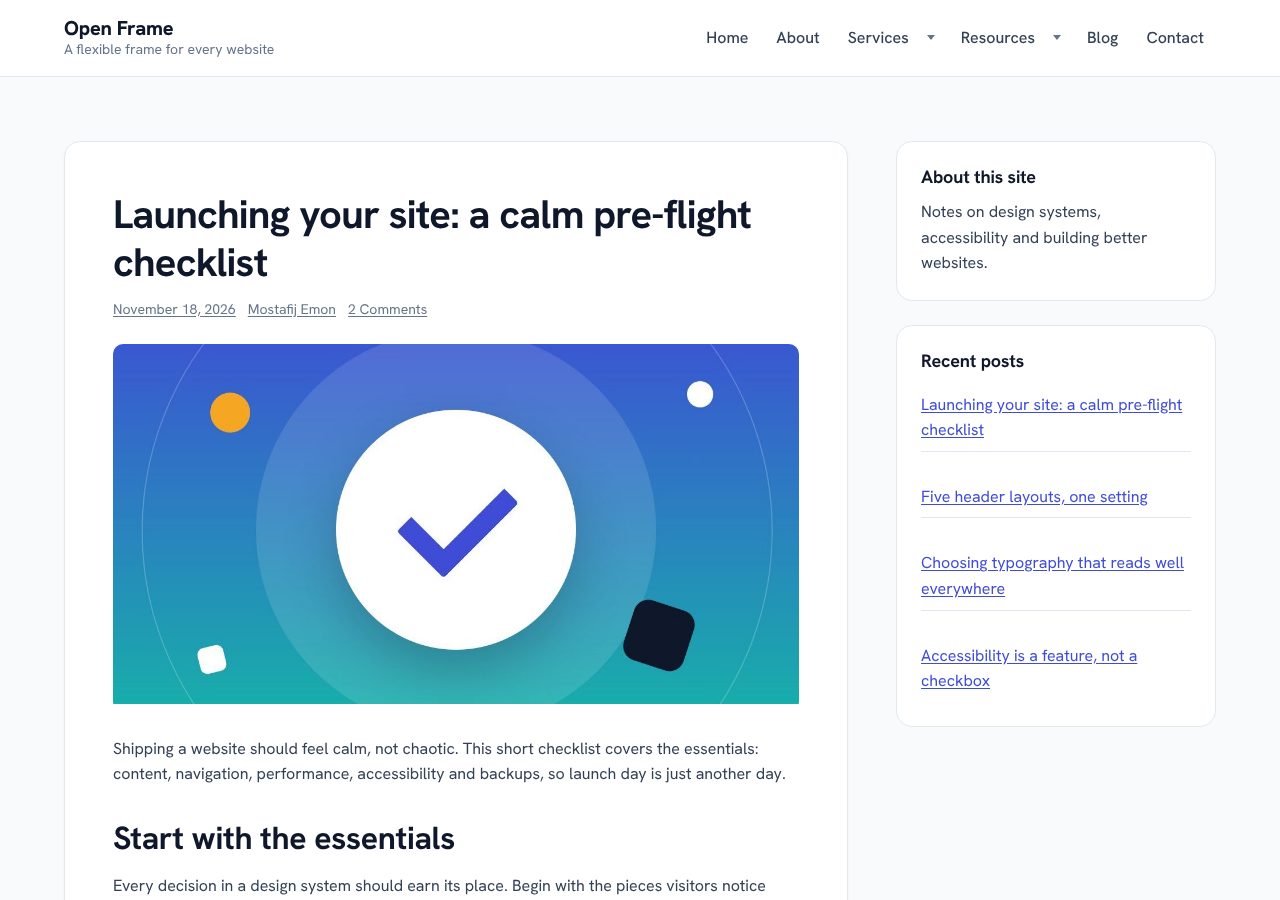 Open Frame
A flexible frame for every website
Home About Services Resources Blog Contact
Launching your site: a calm pre-flight
checklist
November 18, 2026 Mostafij Emon 2 Comments
Shipping a website should feel calm, not chaotic. This short checklist covers the essentials:
content, navigation, performance, accessibility and backups, so launch day is just another day.
Start with the essentials
Every decision in a design system should earn its place. Begin with the pieces visitors notice
About this site
Notes on design systems,
accessibility and building better
websites.
Recent posts
Launching your site: a calm pre-flight
checklist
Five header layouts, one setting
Choosing typography that reads well
everywhere
Accessibility is a feature, not a
checkbox